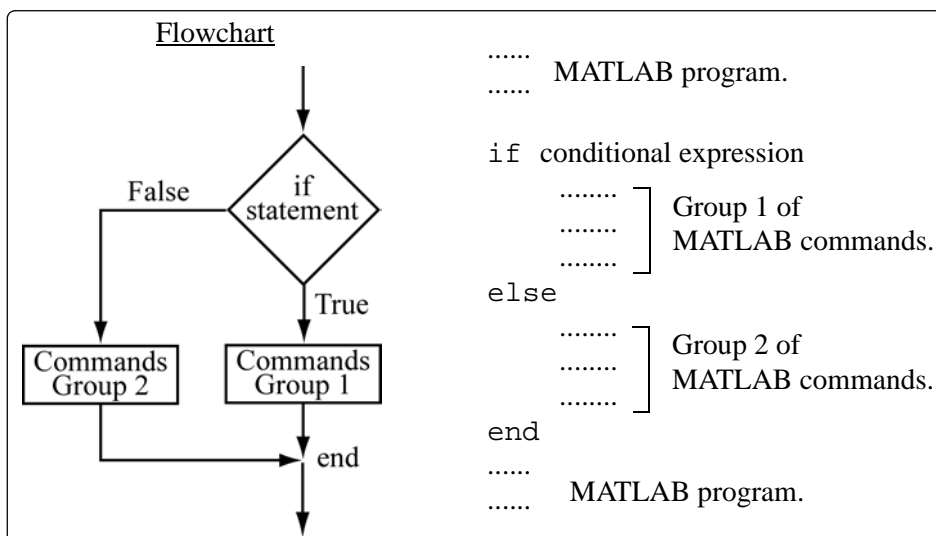 Flowchart
False
if
statement
True
Commands
Group 2
Commands
Group 1
end
......
MATLAB program.
......
if conditional expression
........
Group 1 of
........
MATLAB commands.
........
else
........
Group 2 of
........
MATLAB commands.
........
end
......
MATLAB program.
......